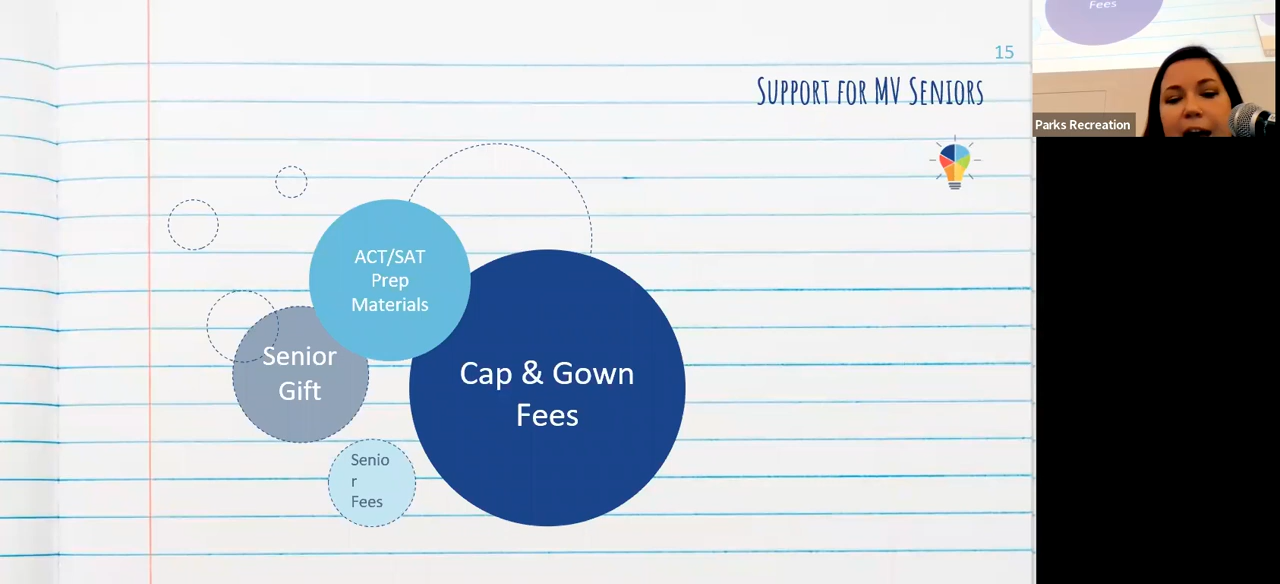 Fees
15
Support for MV Seniors
Parks Recreation
ACT/SAT
Prep
Materials
Senior
Gift
Cap & Gown
Fees
Senio
r
Fees